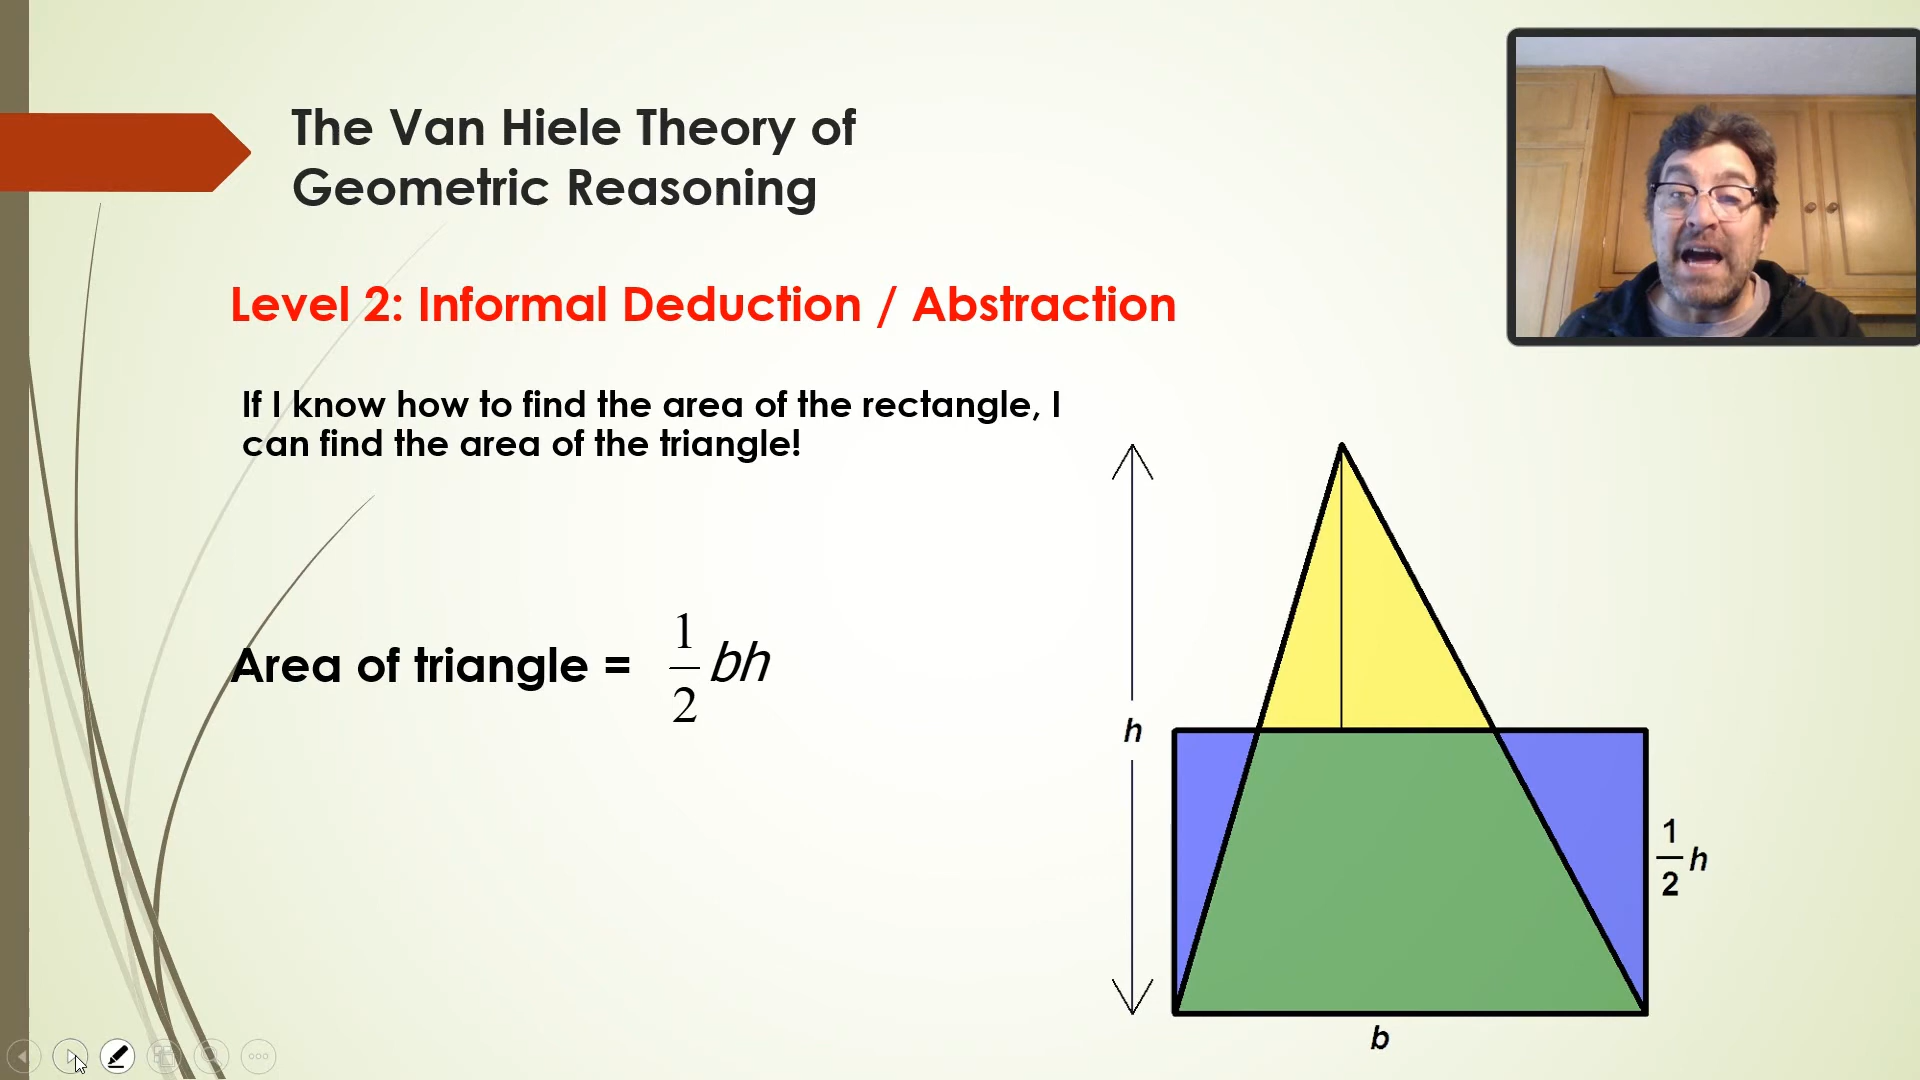 The Van Hiele Theory of
Geometric Reasoning
Level 2: Informal Deduction / Abstraction
If I know how to find the area of the rectangle, I
can find the area of the triangle!
Area of triangle = 1/2 bh
h
1/2 h
b